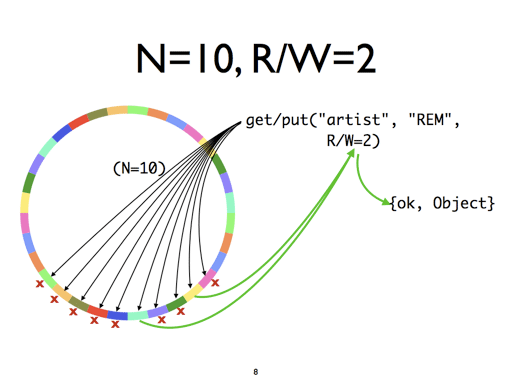 N=10, R/W=2
get/put("artist", "REM",
R/W=2)
(N=10)
{ok, Object}
x
x
x
x
x
x
x
x
8